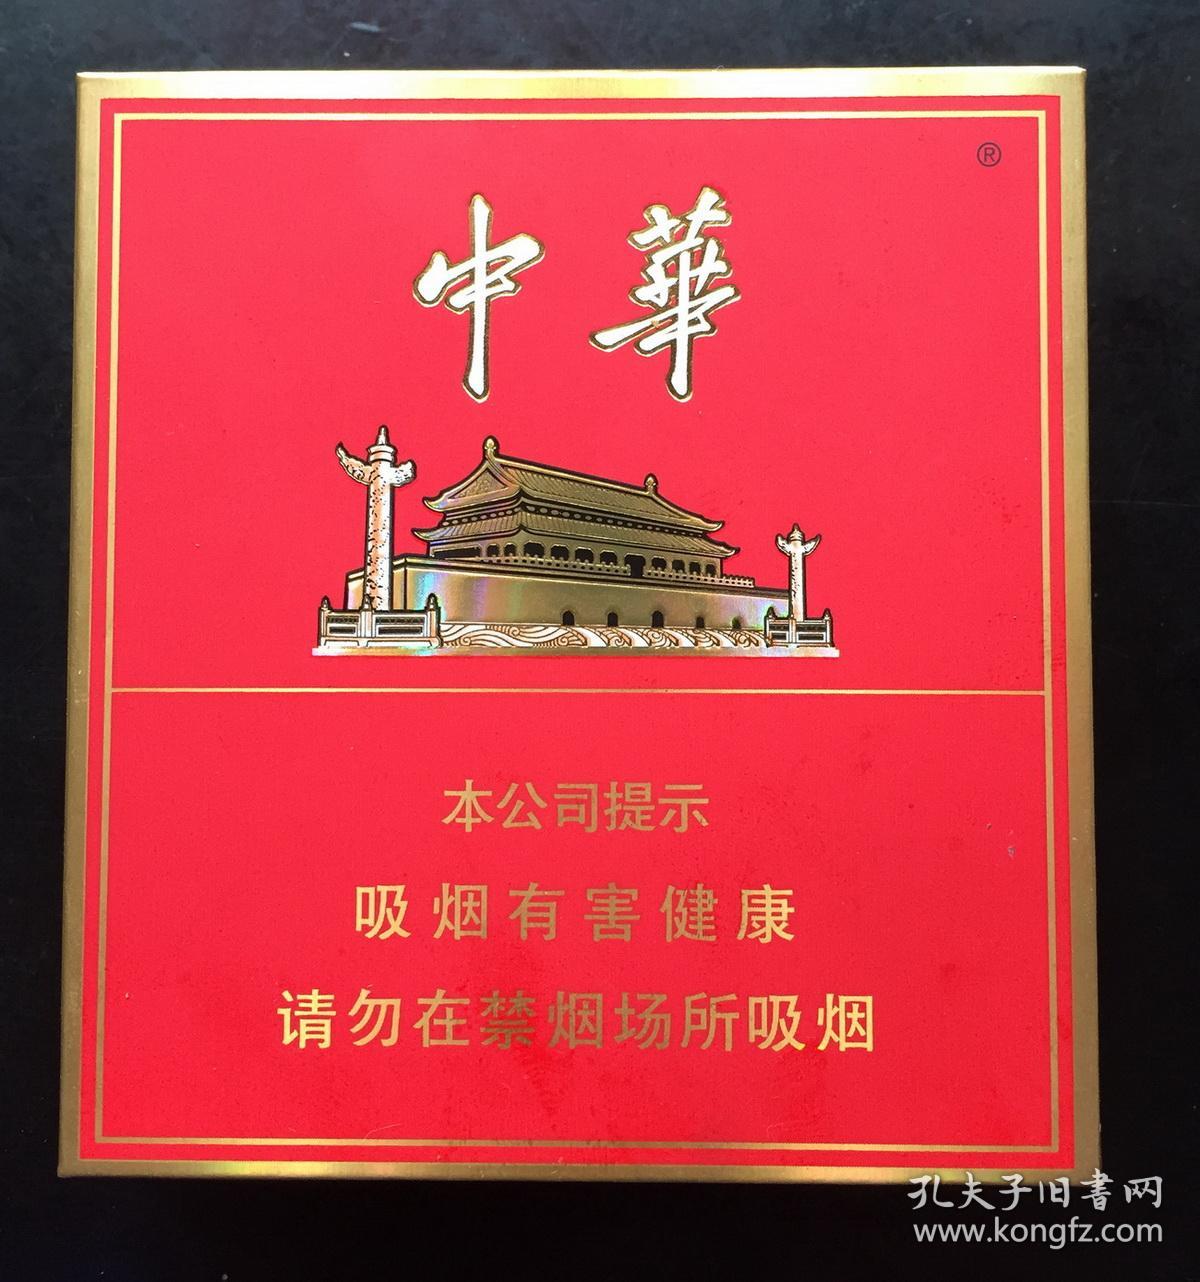 ®
中華
本公司提示
吸烟有害健康
请勿在禁烟场所吸烟
孔夫子旧書网
www.kongfz.com